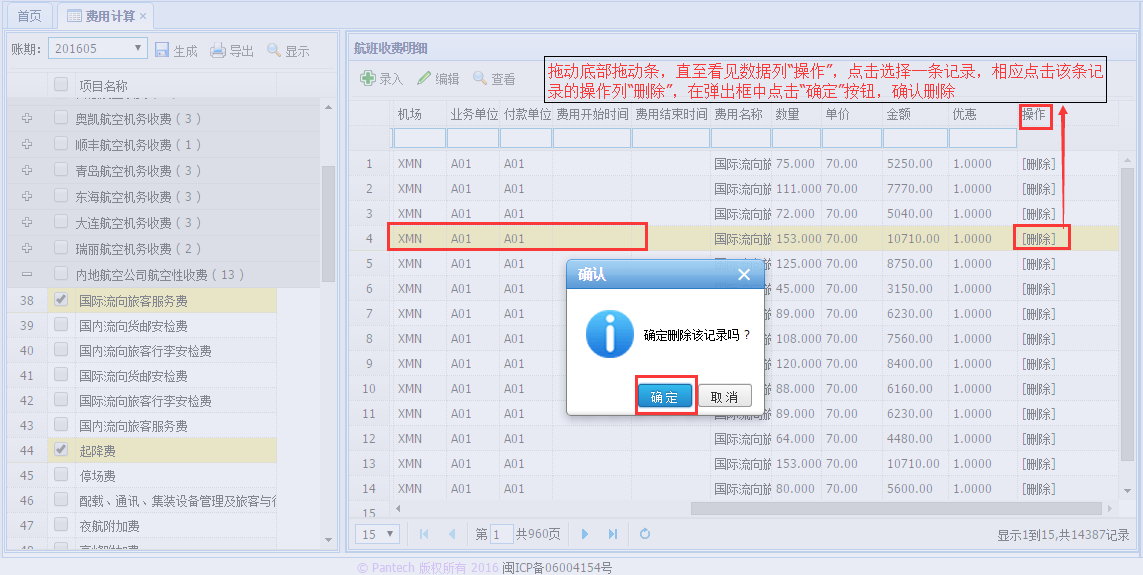 首页 费用计算
账期： 201605 生成 导出 显示
项目名称
奥凯航空机务收费 ( 3 )
顺丰航空机务收费 ( 1 )
青岛航空机务收费 ( 3 )
东海航空机务收费 ( 3 )
大连航空机务收费 ( 3 )
瑞丽航空机务收费 ( 2 )
内地航空公司航空性收费 ( 13 )
38 国际流向旅客服务费
39 国内流向货邮安检费
40 国内流向旅客行李安检费
41 国际流向货邮安检费
42 国际流向旅客行李安检费
43 国内流向旅客服务费
44 起降费
45 停场费
46 配载、通讯、集装设备管理及旅客与行
47 夜航附加费
航班收费明细
录入 编辑 查看
拖动底部拖动条，直至看见数据列“操作”，点击选择一条记录，相应点击该条记
录的操作列“删除”，在弹出框中点击“确定”按钮，确认删除
机场 业务单位 付款单位 费用开始时间 费用结束时间 费用名称 数量 单价 金额 优惠 操作
1 XMN A01 A01 国际流向旅 75.000 70.00 5250.00 1.0000 [删除]
2 XMN A01 A01 国际流向旅 111.000 70.00 7770.00 1.0000 [删除]
3 XMN A01 A01 国际流向旅 72.000 70.00 5040.00 1.0000 [删除]
4 XMN A01 A01 国际流向旅 153.000 70.00 10710.00 1.0000 [删除]
5 XMN A01 A01 国际流向旅 125.000 70.00 8750.00 1.0000 [删除]
6 XMN A01 A01 国际流向旅 45.000 70.00 3150.00 1.0000 [删除]
7 XMN A01 A01 国际流向旅 89.000 70.00 6230.00 1.0000 [删除]
8 XMN A01 A01 国际流向旅 108.000 70.00 7560.00 1.0000 [删除]
9 XMN A01 A01 国际流向旅 120.000 70.00 8400.00 1.0000 [删除]
10 XMN A01 A01 国际流向旅 88.000 70.00 6160.00 1.0000 [删除]
11 XMN A01 A01 国际流向旅 89.000 70.00 6230.00 1.0000 [删除]
12 XMN A01 A01 国际流向旅 64.000 70.00 4480.00 1.0000 [删除]
13 XMN A01 A01 国际流向旅 153.000 70.00 10710.00 1.0000 [删除]
14 XMN A01 A01 国际流向旅 80.000 70.00 5600.00 1.0000 [删除]
15
确认
确定删除该记录吗？
确定 取消
15 第 1 共960页 显示1到15,共14387记录
© Pantech 版权所有 2016 闽ICP备06004154号